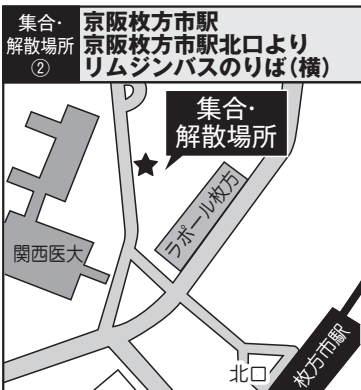 集合・
解散場所
②
京阪枚方市駅
京阪枚方市駅北口より
リムジンバスのりば(横)
集合・
解散場所
ラポール枚方
関西医大
北口
枚方市駅